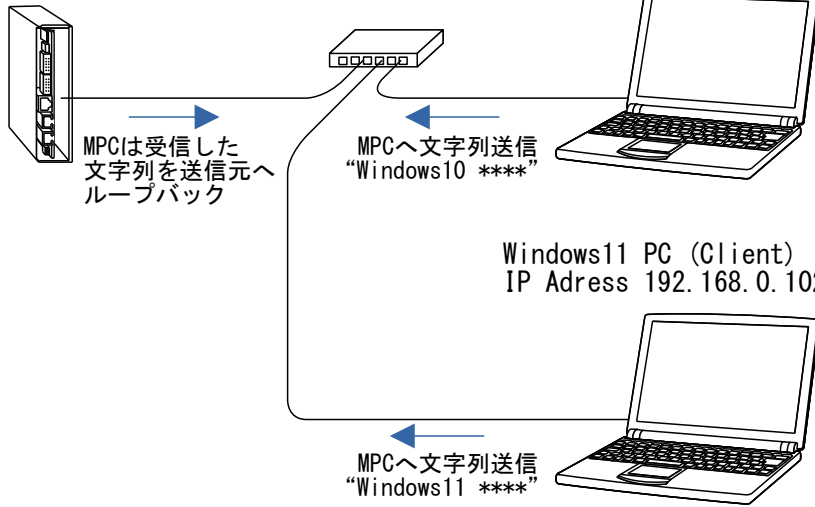 MPCは受信した
文字列を送信元へ
ループバック
MPCへ文字列送信
“Windows10 ****”
Windows11 PC (Client)
IP Adress 192.168.0.102
MPCへ文字列送信
“Windows11 ****”